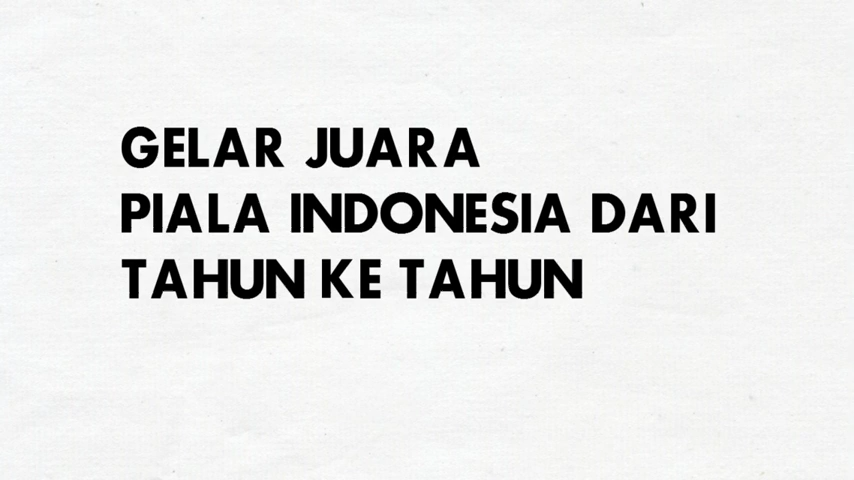 GELAR JUARA
PIALA INDONESIA DARI
TAHUN KE TAHUN